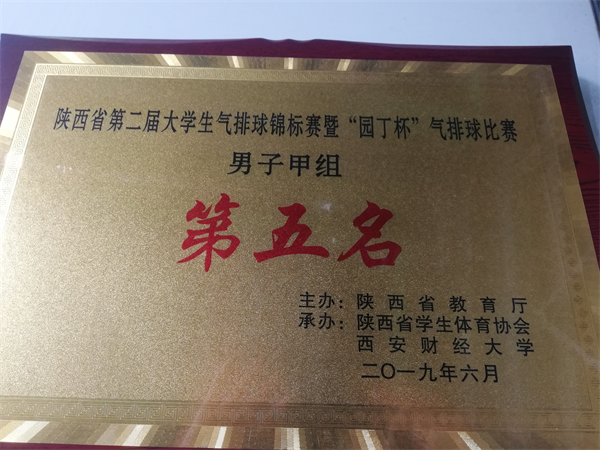 陕西省第二届大学生气排球锦标赛暨“园丁杯”气排球比赛
男子甲组
第五名
主办：陕西省教育厅
承办：陕西省学生体育协会
西安财经大学
二〇一九年六月